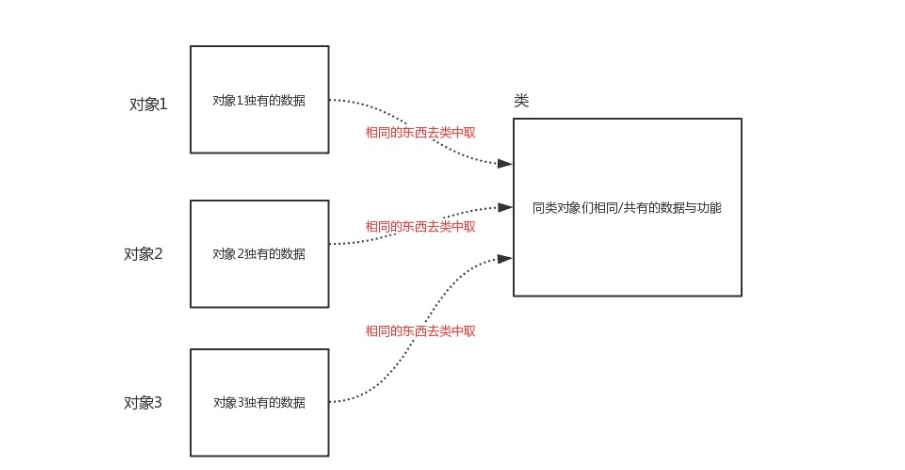 类
对象1
对象1独有的数据
相同的东西去类中取
同类对象们相同/共有的数据与功能
对象2
对象2独有的数据
相同的东西去类中取
相同的东西去类中取
对象3
对象3独有的数据